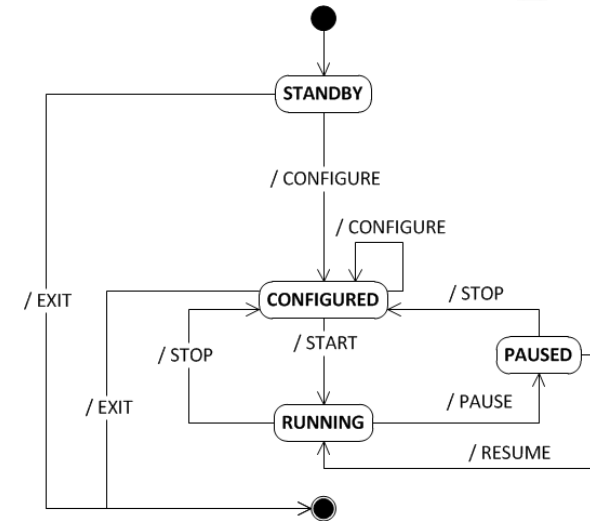 STANDBY
/ CONFIGURE
/ CONFIGURE
CONFIGURED
/ STOP
/ EXIT
/ START
/ STOP
PAUSED
/ EXIT
/ PAUSE
RUNNING
/ RESUME